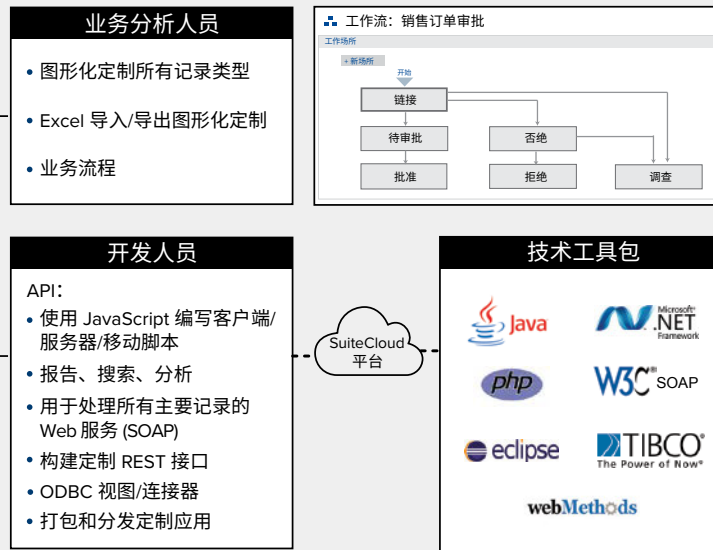 业务分析人员
• 图形化定制所有记录类型
• Excel 导入/导出图形化定制
• 业务流程
工作流：销售订单审批
工作场所
+ 新场所
开始
链接
待审批
否绝
批准
拒绝
调查
开发人员
API：
• 使用 JavaScript 编写客户端/
服务器/移动脚本
• 报告、搜索、分析
• 用于处理所有主要记录的
Web 服务 (SOAP)
• 构建定制 REST 接口
• ODBC 视图/连接器
• 打包和分发定制应用
SuiteCloud
平台
技术工具包
Java
Microsoft®
.NET
Framework
php
W3C® SOAP
eclipse
TIBCO®
The Power of Now®
webMethods